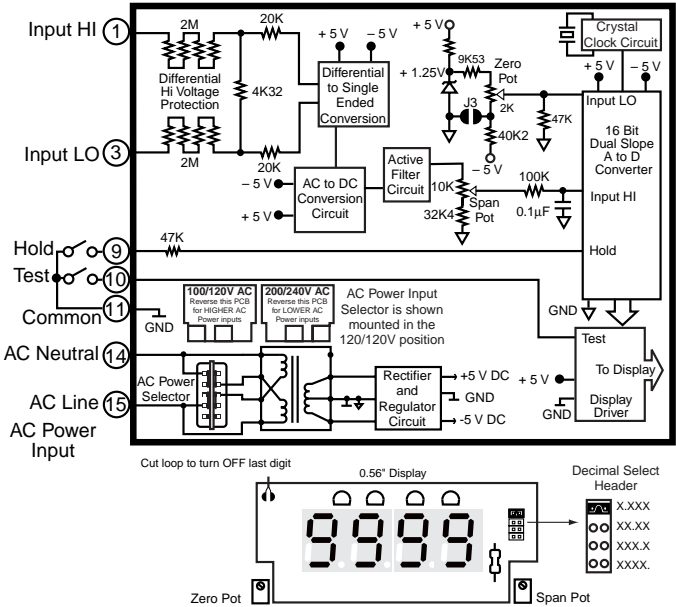 Input HI 1
2M
20K
Differential
Hi Voltage
Protection
4K32
2M
20K
Input LO 3
+ 5 V
– 5 V
Differential
to Single
Ended
Conversion
– 5 V
+ 5 V
AC to DC
Conversion
Circuit
Active
Filter
Circuit
+ 5 V
+ 1.25V
9K53
Zero
Pot
J3
2K
40K2
– 5 V
47K
10K
Span
Pot
32K4
100K
0.1µF
Crystal
Clock Circuit
+ 5 V
– 5 V
Input LO
16 Bit
Dual Slope
A to D
Converter
Input HI
Hold
GND
Hold 9
47K
Test 10
Common 11
GND
100/120V AC
Reverse this PCB
for HIGHER AC
Power inputs
200/240V AC
Reverse this PCB
for LOWER AC
Power inputs
AC Power Input
Selector is shown
mounted in the
120/120V position
AC Neutral 14
AC Line 15
AC Power
Input
AC Power
Selector
Rectifier
and
Regulator
Circuit
+5 V DC
GND
-5 V DC
Test
To Display
+ 5 V
GND
Display
Driver
Cut loop to turn OFF last digit
0.56" Display
9.9.9.9
Zero Pot
Span Pot
Decimal Select
Header
X.XXX
XX.XX
XXX.X
XXXX.